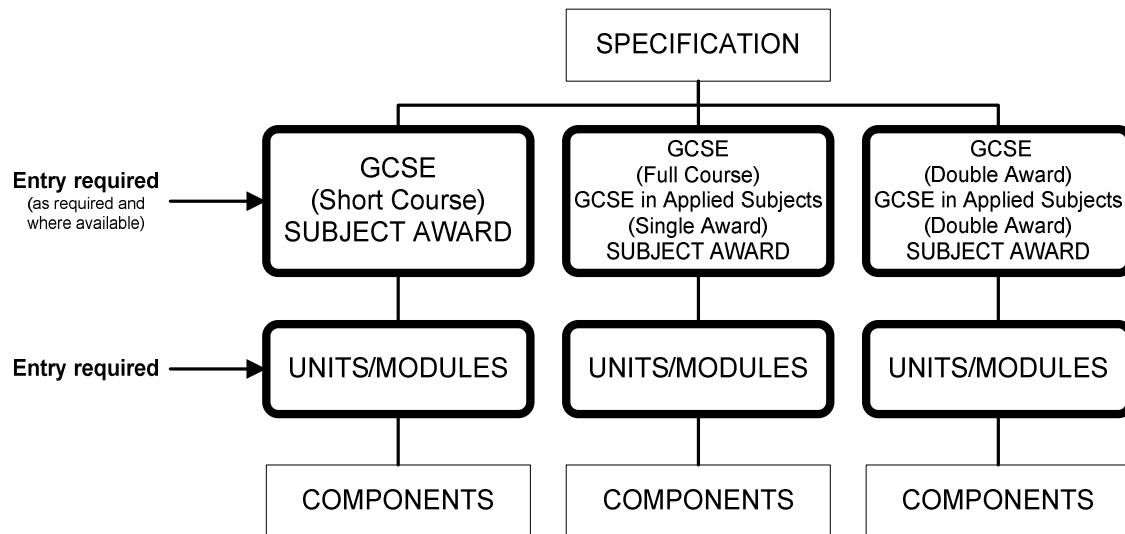 SPECIFICATION
Entry required
(as required and
where available)
GCSE
(Short Course)
SUBJECT AWARD
GCSE
(Full Course)
GCSE in Applied Subjects
(Single Award)
SUBJECT AWARD
GCSE
(Double Award)
GCSE in Applied Subjects
(Double Award)
SUBJECT AWARD
Entry required
UNITS/MODULES
UNITS/MODULES
UNITS/MODULES
COMPONENTS
COMPONENTS
COMPONENTS